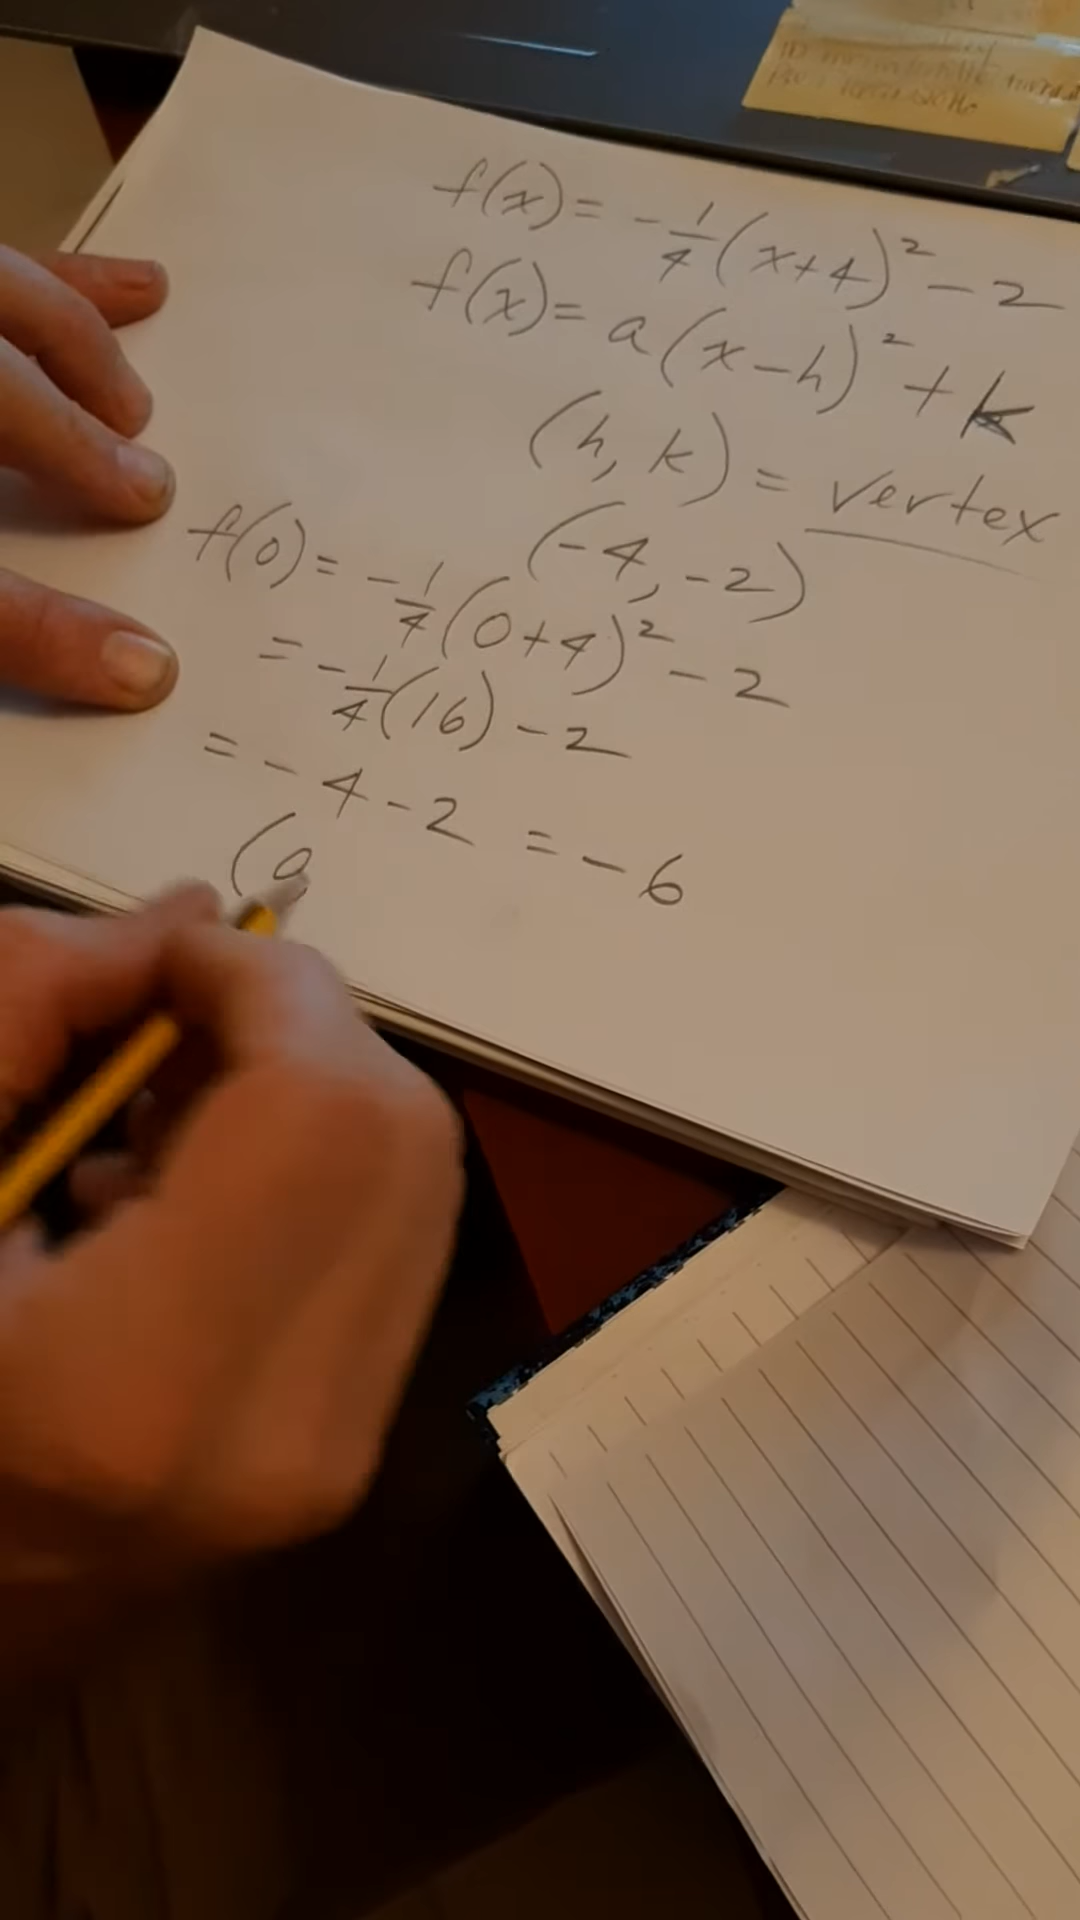 f(x) = -1/4(x+4)² - 2
f(x) = a(x-h)² + k
(h, k) = vertex
(-4, -2)
f(0) = -1/4(0+4)² - 2
= -1/4(16) - 2
= -4 - 2 = -6
(0